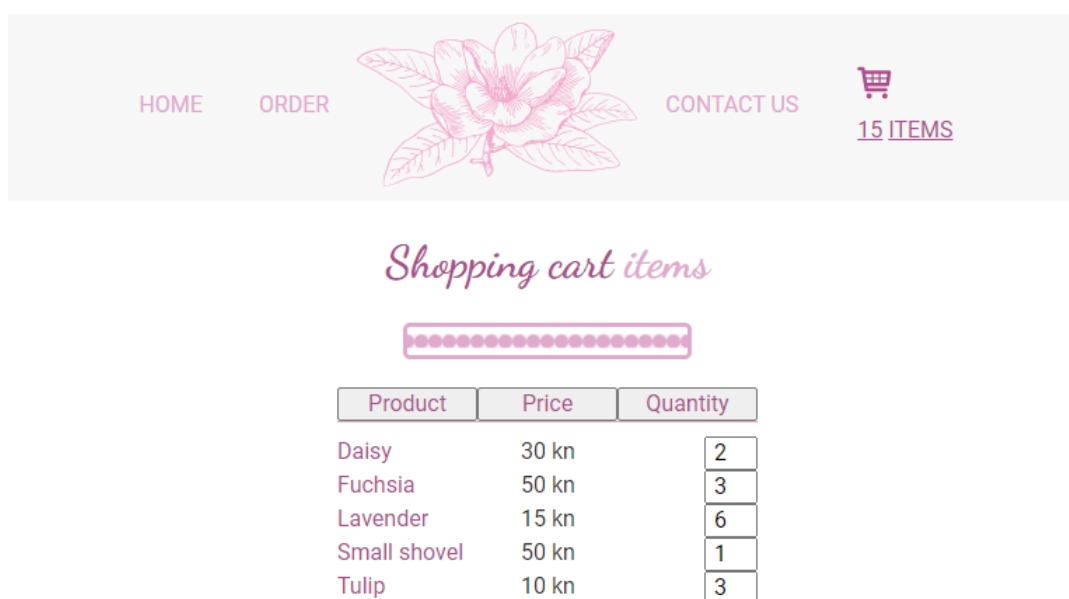 HOME ORDER CONTACT US
15 ITEMS
Shopping cart items
Product Price Quantity
Daisy 30 kn 2
Fuchsia 50 kn 3
Lavender 15 kn 6
Small shovel 50 kn 1
Tulip 10 kn 3